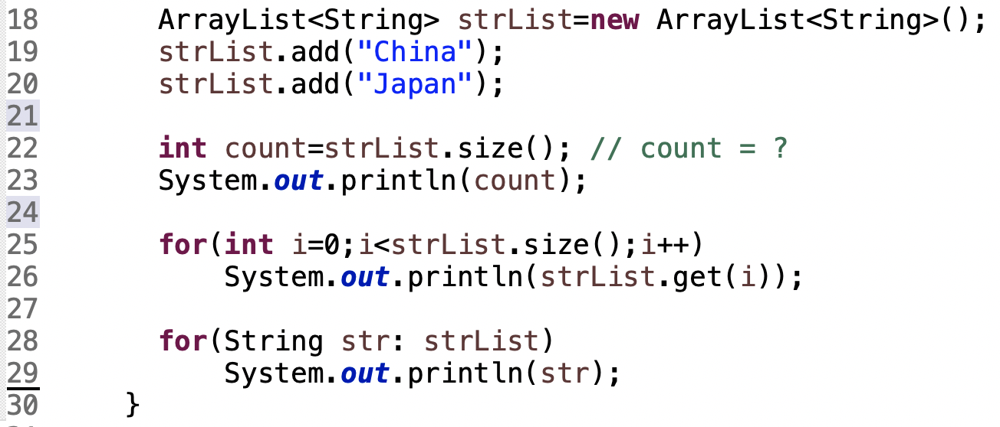 18        ArrayList<String> strList=new ArrayList<String>();
19        strList.add("China");
20        strList.add("Japan");
21
22        int count=strList.size(); // count = ?
23        System.out.println(count);
24
25        for(int i=0;i<strList.size();i++)
26            System.out.println(strList.get(i));
27
28        for(String str: strList)
29            System.out.println(str);
30      }